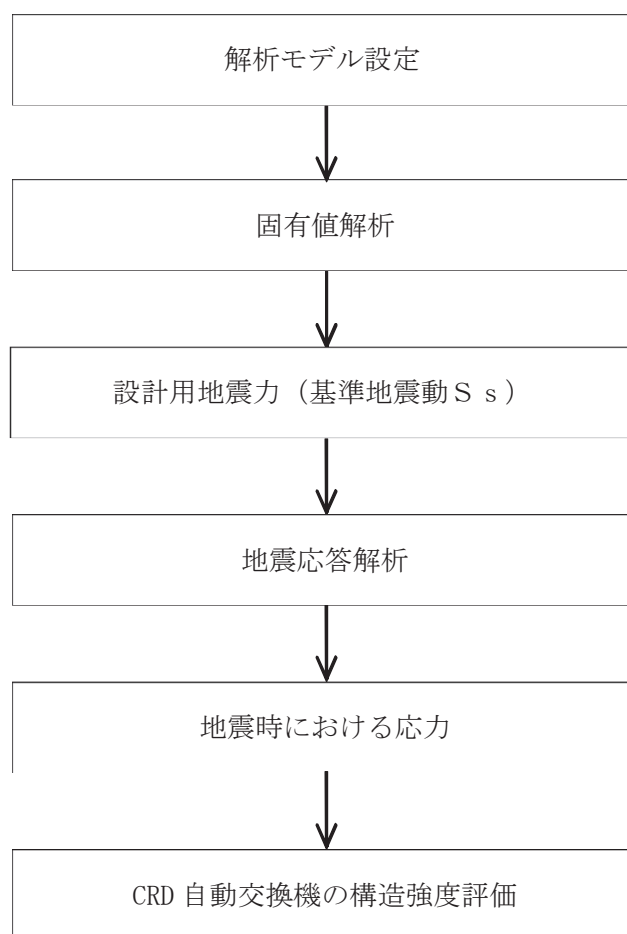 解析モデル設定
固有値解析
設計用地震力（基準地震動Ｓｓ）
地震応答解析
地震時における応力
CRD 自動交換機の構造強度評価